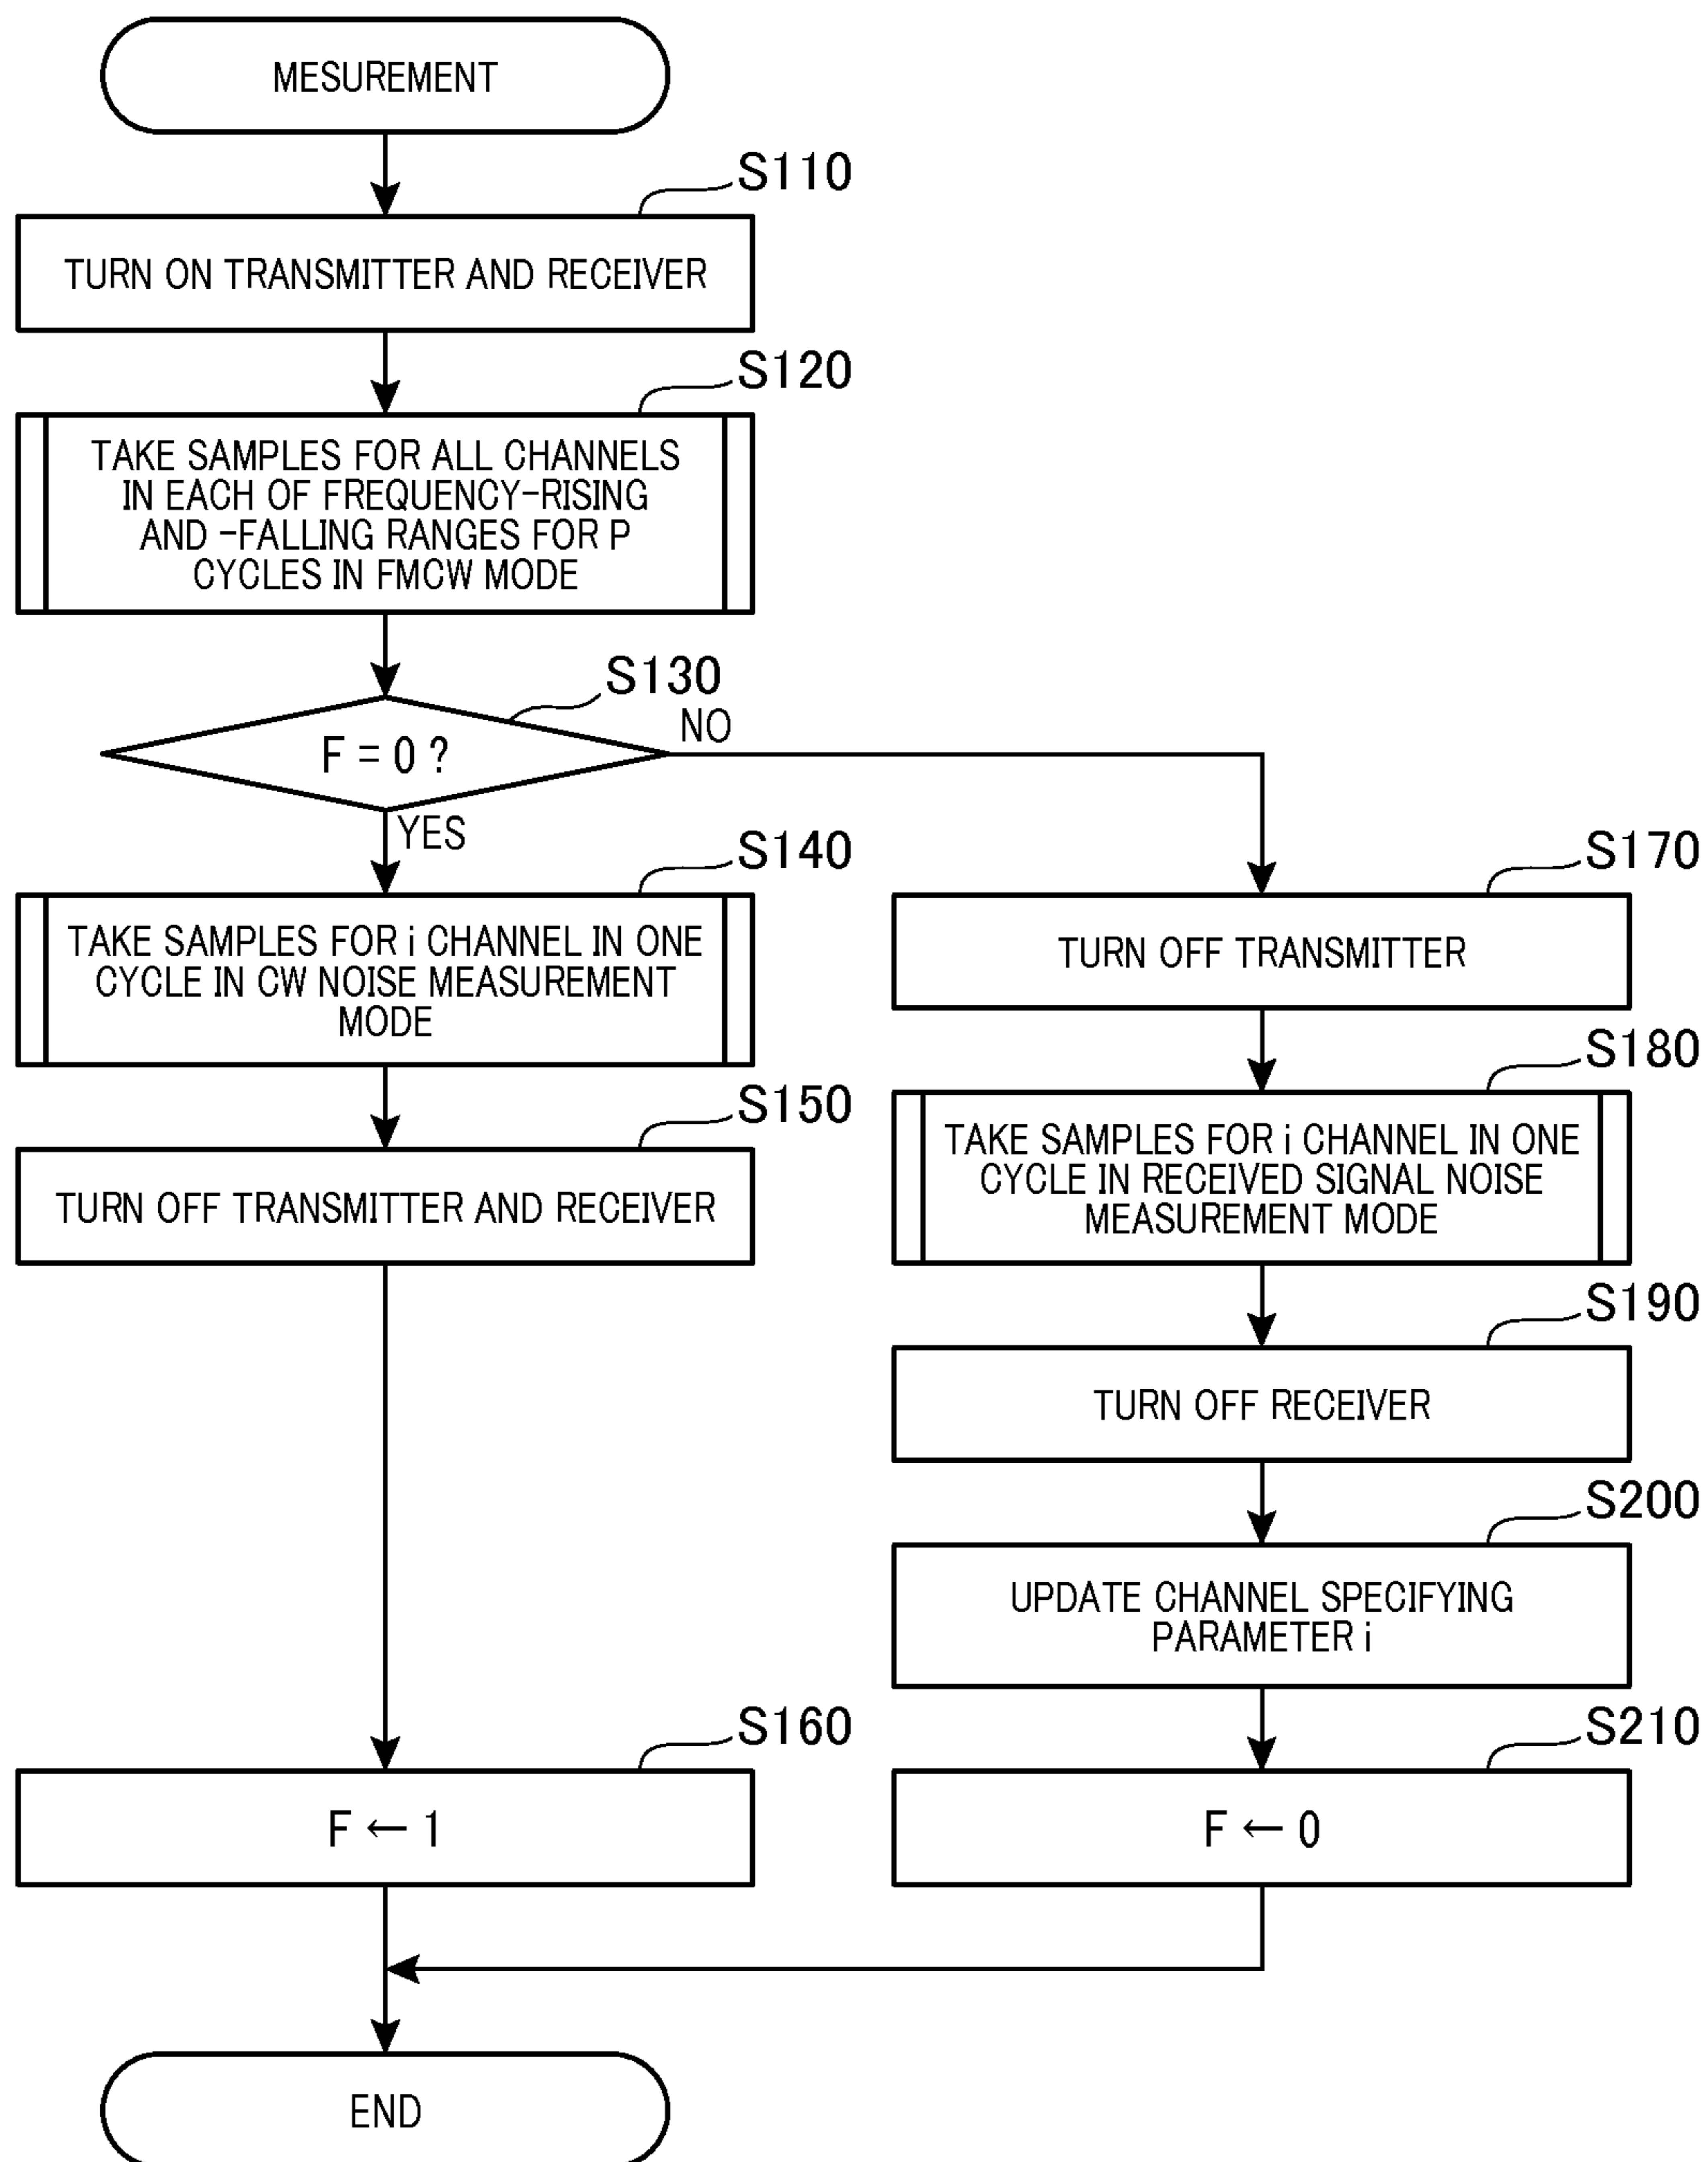 MESUREMENT
S110
TURN ON TRANSMITTER AND RECEIVER
S120
TAKE SAMPLES FOR ALL CHANNELS
IN EACH OF FREQUENCY-RISING
AND -FALLING RANGES FOR P
CYCLES IN FMCW MODE
S130
F = 0 ?
NO
YES
S140
TAKE SAMPLES FOR i CHANNEL IN ONE
CYCLE IN CW NOISE MEASUREMENT
MODE
S150
TURN OFF TRANSMITTER AND RECEIVER
S160
F ← 1
S170
TURN OFF TRANSMITTER
S180
TAKE SAMPLES FOR i CHANNEL IN ONE
CYCLE IN RECEIVED SIGNAL NOISE
MEASUREMENT MODE
S190
TURN OFF RECEIVER
S200
UPDATE CHANNEL SPECIFYING
PARAMETER i
S210
F ← 0
END